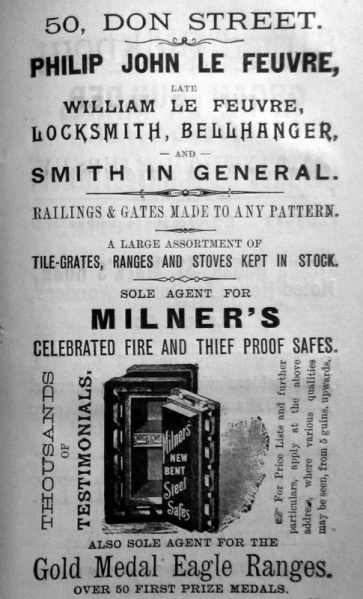 50, DON STREET.
PHILIP JOHN LE FEUVRE,
LATE
WILLIAM LE FEUVRE,
LOCKSMITH, BELLHANGER,
— AND —
SMITH IN GENERAL.
RAILINGS & GATES MADE TO ANY PATTERN.
A LARGE ASSORTMENT OF
TILE-GRATES, RANGES AND STOVES KEPT IN STOCK.
SOLE AGENT FOR
MILNER'S
CELEBRATED FIRE AND THIEF PROOF SAFES.
THOUSANDS
OF
TESTIMONIALS.
Milners'
NEW
BENT
Steel
Safes
☞ For Price Lists and further
particulars, apply at the above
address, where various qualities
may be seen, from 5 guins, upwards,
ALSO SOLE AGENT FOR THE
Gold Medal Eagle Ranges.
OVER 50 FIRST PRIZE MEDALS.